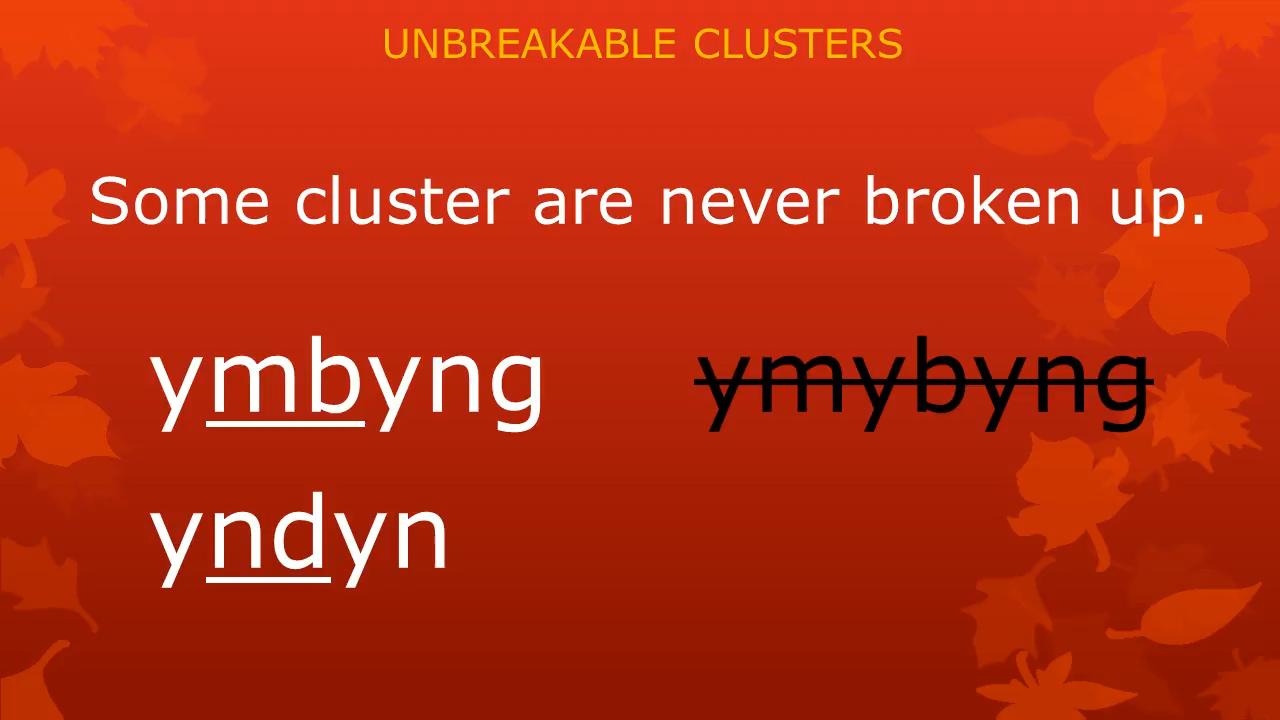 UNBREAKABLE CLUSTERS
Some cluster are never broken up.
ymbyng ymybyng
yndyn